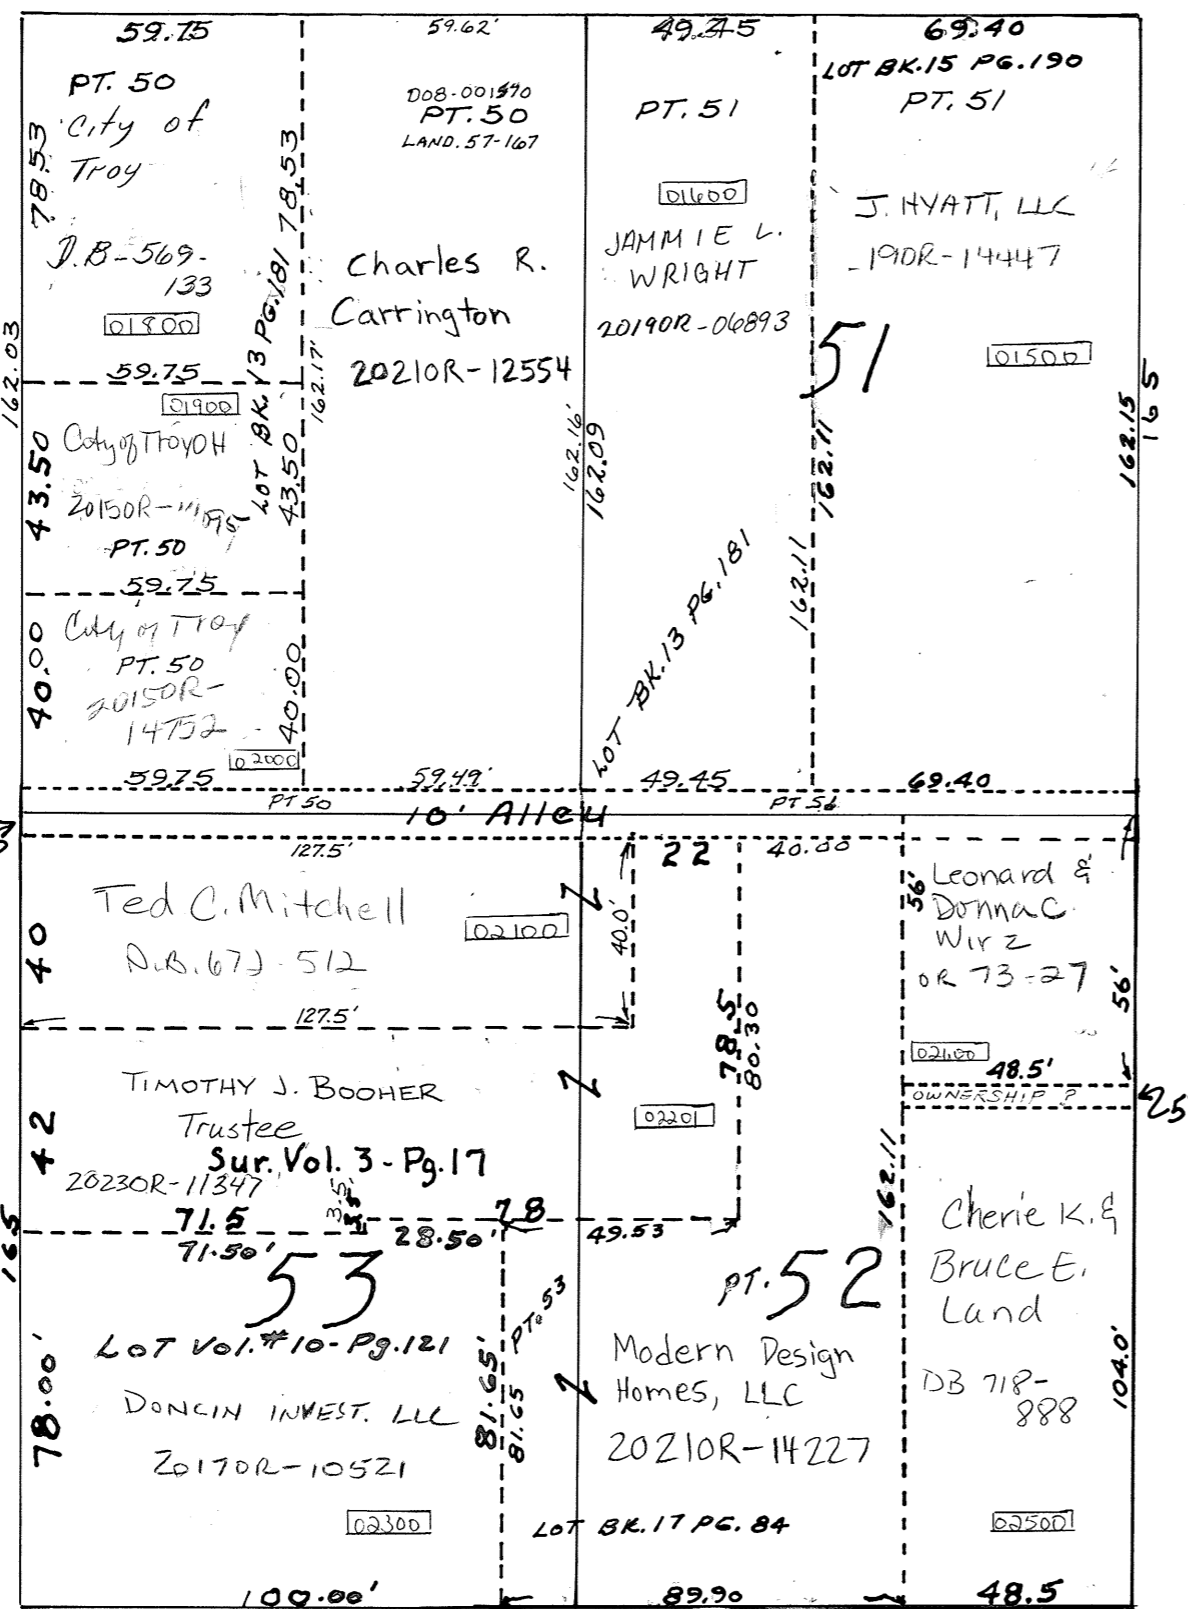 59.75
59.62'
49.45
69.40
LOT BK.15 PG.190
PT. 50
City of
Troy
78.53
D.B-569-
133
01800
59.75
162.03
LOT BK.13 PG.181
78.53
D08-001590
PT. 50
LAND. 57-167
Charles R.
Carrington
2021OR-12554
162.17'
162.16'
162.09
PT. 51
01600
JAMMIE L.
WRIGHT
2019OR-06893
PT. 51
J. HYATT, LLC
190R-14447
51
01500
162.11
162.11
162.15
165
01900
City of Troy OH
2015OR-
PT. 50
43.50
43.50
59.75
City of Troy
PT. 50
2015OR-
14752
40.00
40.00
02000
59.75
59.49'
LOT BK.13 PG.181
49.45
69.40
PT 50
10' Alley
127.5'
Ted C. Mitchell
512
02100
40
127.5'
40.0'
22
40.00
78.5
80.30
56'
Leonard &
Donna C.
Wirz
OR 73-27
56'
48.5'
OWNERSHIP ?
25
TIMOTHY J. BOOHER
Trustee
Sur. Vol. 3 - Pg. 17
2023OR-11347
42
165
02201
71.5
71.50'
3.5'
28.50'
78
49.53
162.11
53
PT. 53
PT. 52
LOT Vol. #10-Pg.121
DONCIN INVEST. LLC
2017OR-10521
78.00'
02300
81.65'
81.65
Modern Design
Homes, LLC
2021OR-14227
LOT BK.17 PG. 84
Cherie K. &
Bruce E.
Land
DB 718-
888
104.0'
02500
100.00'
89.90
48.5